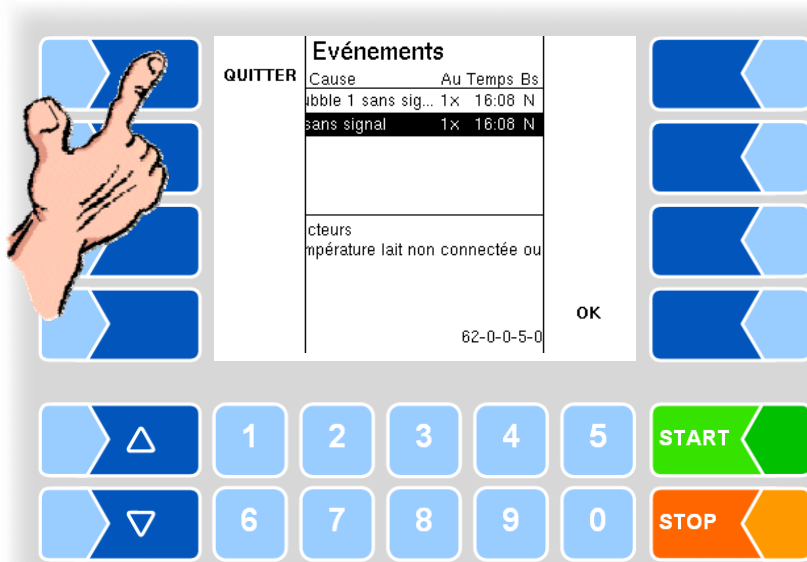 Evénements
QUITTER
Cause Au Temps Bs
ubble 1 sans sig... 1x 16:08 N
sans signal 1x 16:08 N
cteurs
mpérature lait non connectée ou
OK
62-0-0-5-0
1 2 3 4 5 START
6 7 8 9 0 STOP